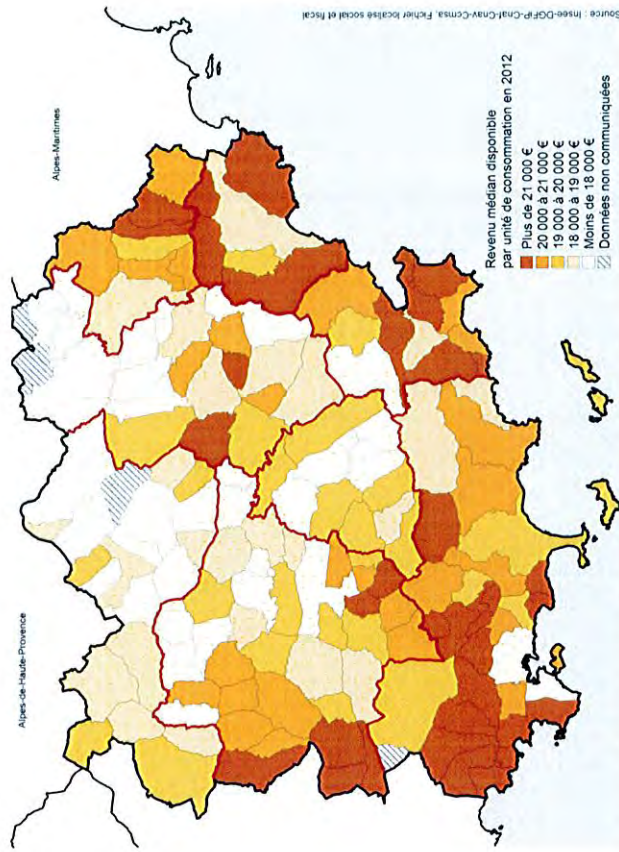 Alpes-de-Haute-Provence
Alpes-Maritimes
Revenu médian disponible
par unité de consommation en 2012
Plus de 21 000 €
20 000 à 21 000 €
19 000 à 20 000 €
18 000 à 19 000 €
Moins de 18 000 €
Données non communiquées
Source : Insee-DGFiP-Cnaf-Cnav-Ccmsa, Fichier localisé social et fiscal